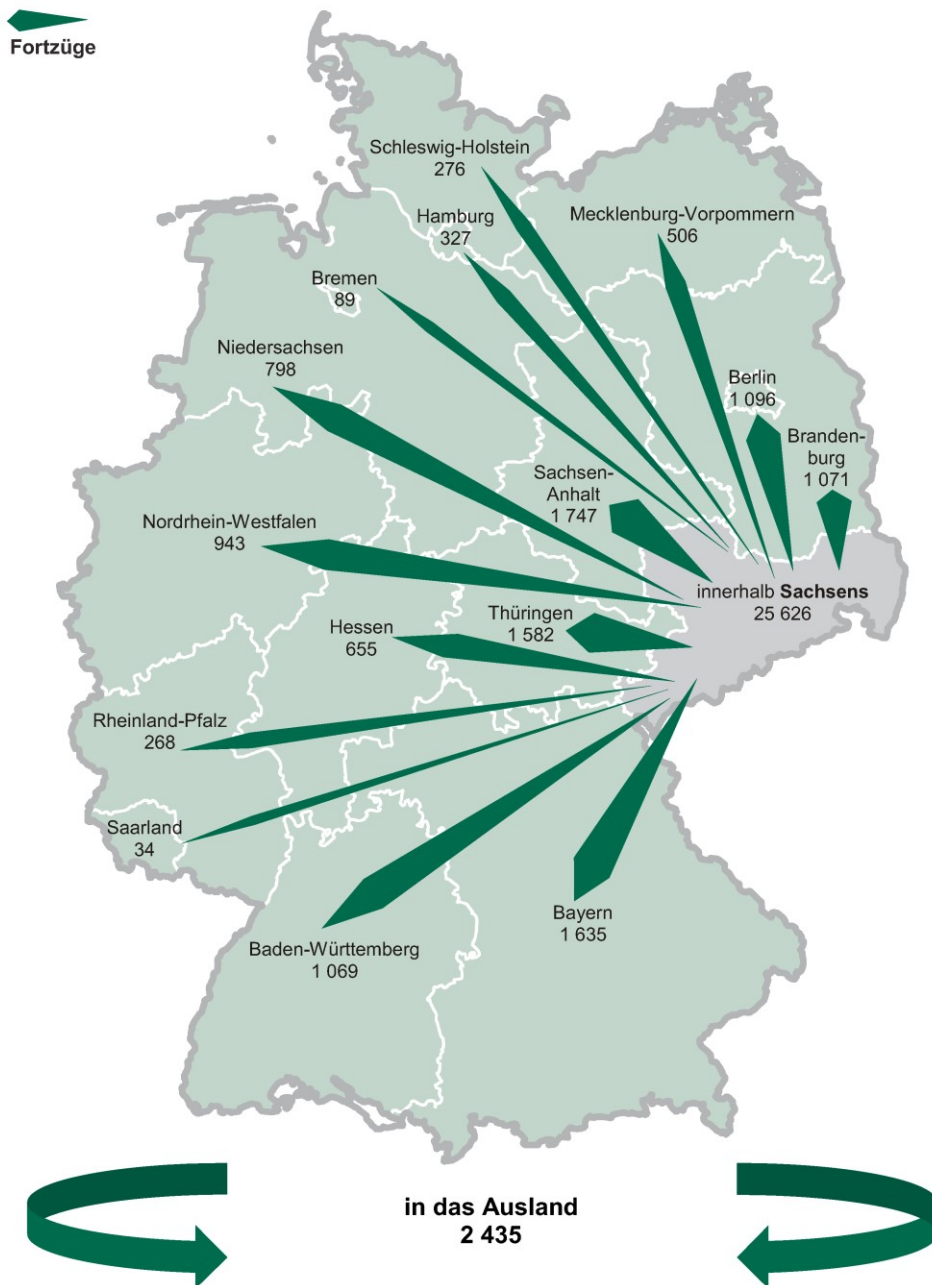 Fortzüge
Schleswig-Holstein
276
Hamburg
327
Mecklenburg-Vorpommern
506
Bremen
89
Niedersachsen
798
Berlin
1 096
Branden-
burg
1 071
Sachsen-
Anhalt
1 747
Nordrhein-Westfalen
943
innerhalb Sachsens
25 626
Thüringen
1 582
Hessen
655
Rheinland-Pfalz
268
Saarland
34
Bayern
1 635
Baden-Württemberg
1 069
in das Ausland
2 435